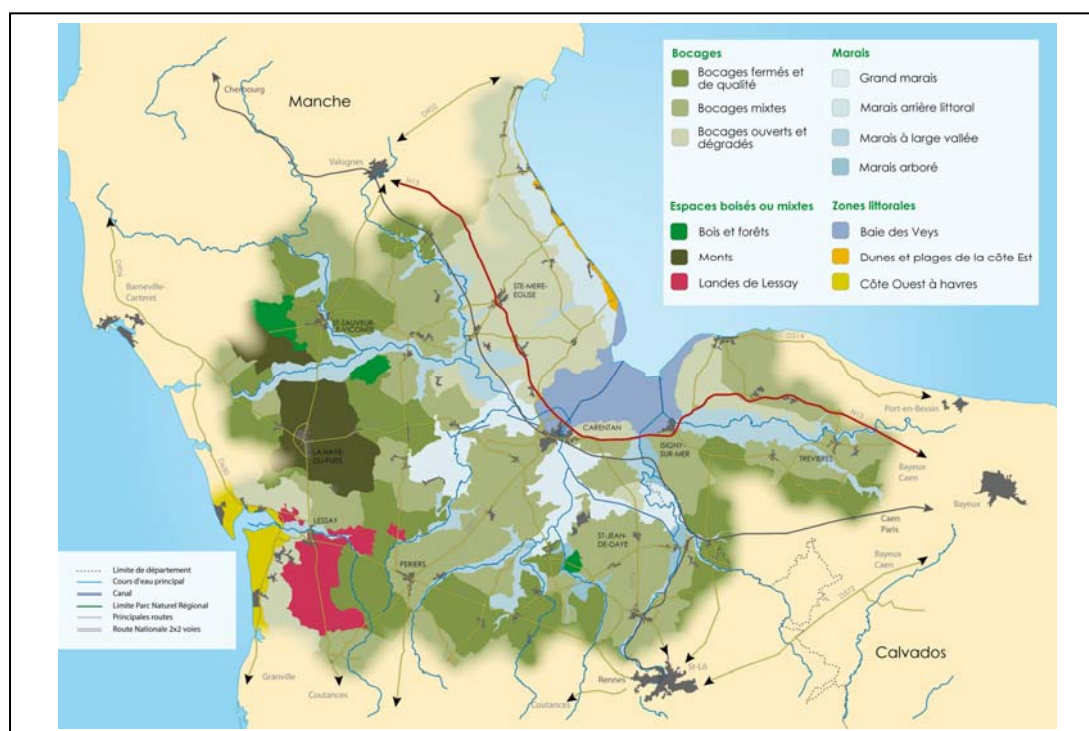 Bocages
Bocages fermés et
de qualité
Bocages mixtes
Bocages ouverts et
dégradés
Marais
Grand marais
Marais arrière littoral
Marais à large vallée
Marais arboré
Espaces boisés ou mixtes
Bois et forêts
Monts
Landes de Lessay
Zones littorales
Baie des Veys
Dunes et plages de la côte Est
Côte Ouest à havres
Cherbourg
Manche
D902
Valognes
N13
D904
Barneville-
Carteret
STE-MERE-
EGLISE
ST-SAUVEUR
LE-VICOMTE
D514
Port-en-Bessin
CARENTAN
ISIGNY-
SUR-MER
N13
TREVIERES
LA HAYE-
DU-PUITS
Bayeux
Caen
Bayeux
D650
LESSAY
Caen
Paris
ST-JEAN-
DE-DAYE
PERIERS
Bayeux
Caen
D572
Limite de département
Cours d'eau principal
Canal
Limite Parc Naturel Régional
Principales routes
Route Nationale 2x2 voies
St-Lô
Rennes
Calvados
Granville
Coutances
Coutances